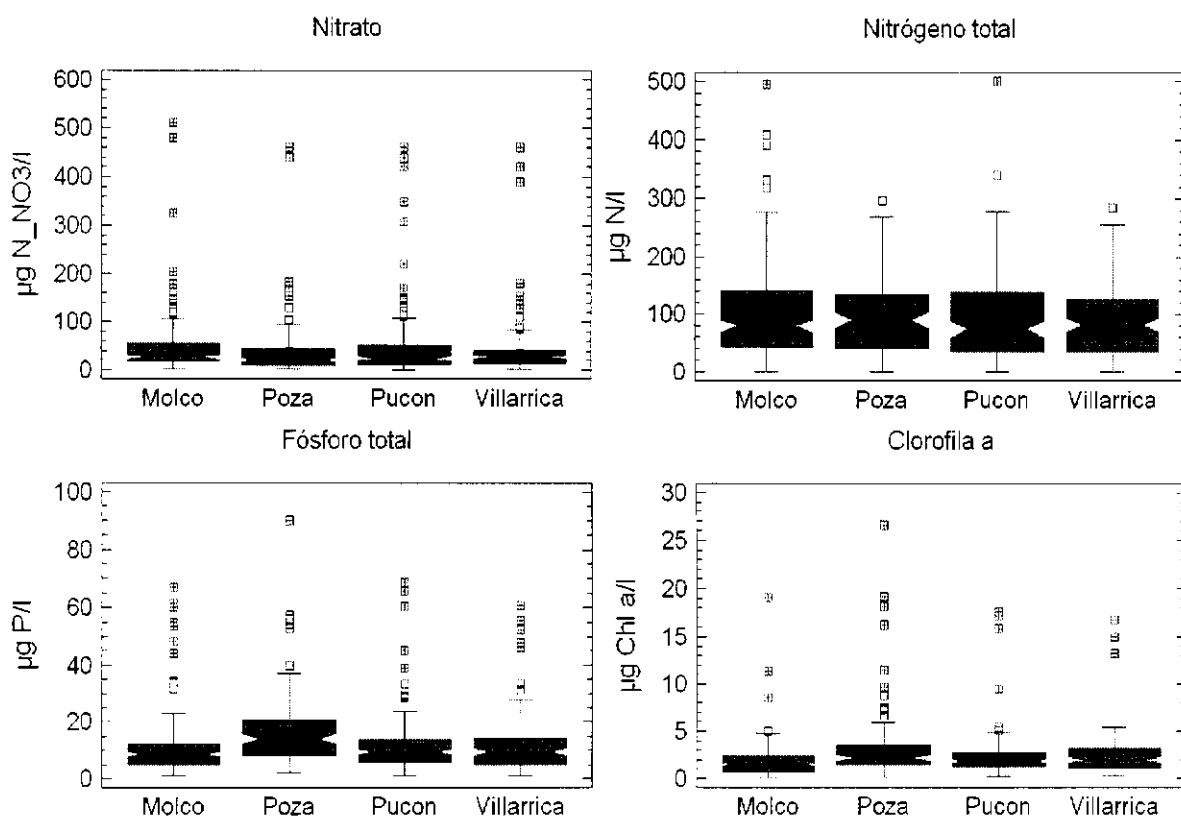 Nitrato
600
500
400
300
200
100
0
µg N_NO3/l
Molco Poza Pucon Villarrica
Nitrógeno total
500
400
300
200
100
0
µg N/l
Molco Poza Pucon Villarrica
Fósforo total
100
80
60
40
20
0
µg P/l
Molco Poza Pucon Villarrica
Clorofila a
30
25
20
15
10
5
0
µg Chl a/l
Molco Poza Pucon Villarrica